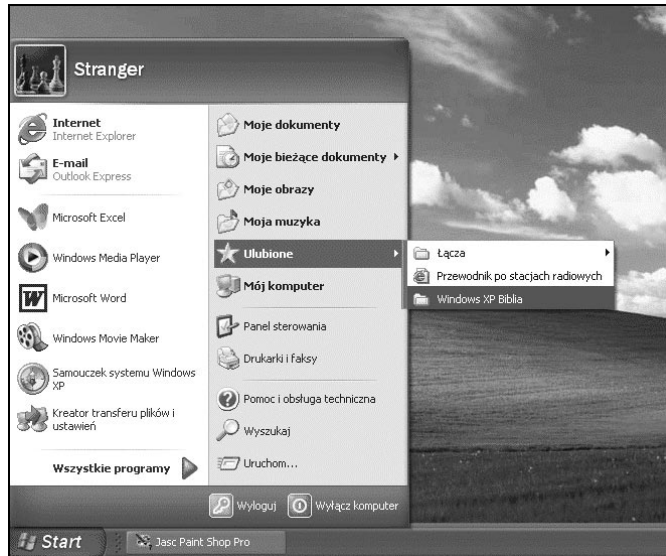 Stranger
Internet
Internet Explorer
E-mail
Outlook Express
Microsoft Excel
Windows Media Player
Microsoft Word
Windows Movie Maker
Samouczek systemu Windows
XP
Kreator transferu plików i
ustawień
Wszystkie programy
Moje dokumenty
Moje bieżące dokumenty
Moje obrazy
Moja muzyka
Ulubione
Mój komputer
Panel sterowania
Drukarki i faksy
Pomoc i obsługa techniczna
Wyszukaj
Uruchom...
Łącza
Przewodnik po stacjach radiowych
Windows XP Biblia
Wyloguj
Wyłącz komputer
Start
Jasc Paint Shop Pro